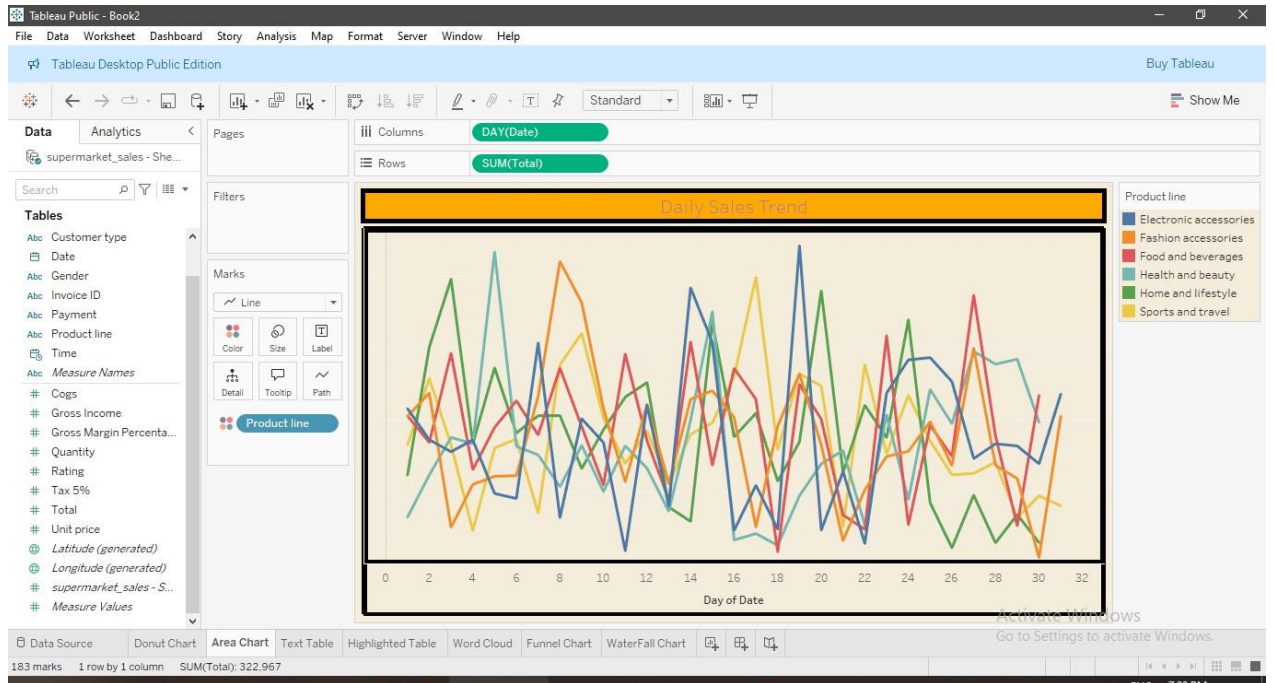 Tableau Public - Book2
File Data Worksheet Dashboard Story Analysis Map Format Server Window Help
Tableau Desktop Public Edition
Buy Tableau
Standard
Show Me
Data Analytics
supermarket_sales - She...
Search
Tables
Abc Customer type
Date
Abc Gender
Abc Invoice ID
Abc Payment
Abc Product line
Time
Abc Measure Names
# Cogs
# Gross Income
# Gross Margin Percenta...
# Quantity
# Rating
# Tax 5%
# Total
# Unit price
Latitude (generated)
Longitude (generated)
# supermarket_sales - S...
# Measure Values
Pages
Filters
Marks
Line
Color Size Label
Detail Tooltip Path
Product line
iii Columns DAY(Date)
Rows SUM(Total)
Daily Sales Trend
0 2 4 6 8 10 12 14 16 18 20 22 24 26 28 30 32
Day of Date
Product line
Electronic accessories
Fashion accessories
Food and beverages
Health and beauty
Home and lifestyle
Sports and travel
Activate Windows
Go to Settings to activate Windows.
Data Source Donut Chart Area Chart Text Table Highlighted Table Word Cloud Funnel Chart WaterFall Chart
183 marks 1 row by 1 column SUM(Total): 322,967